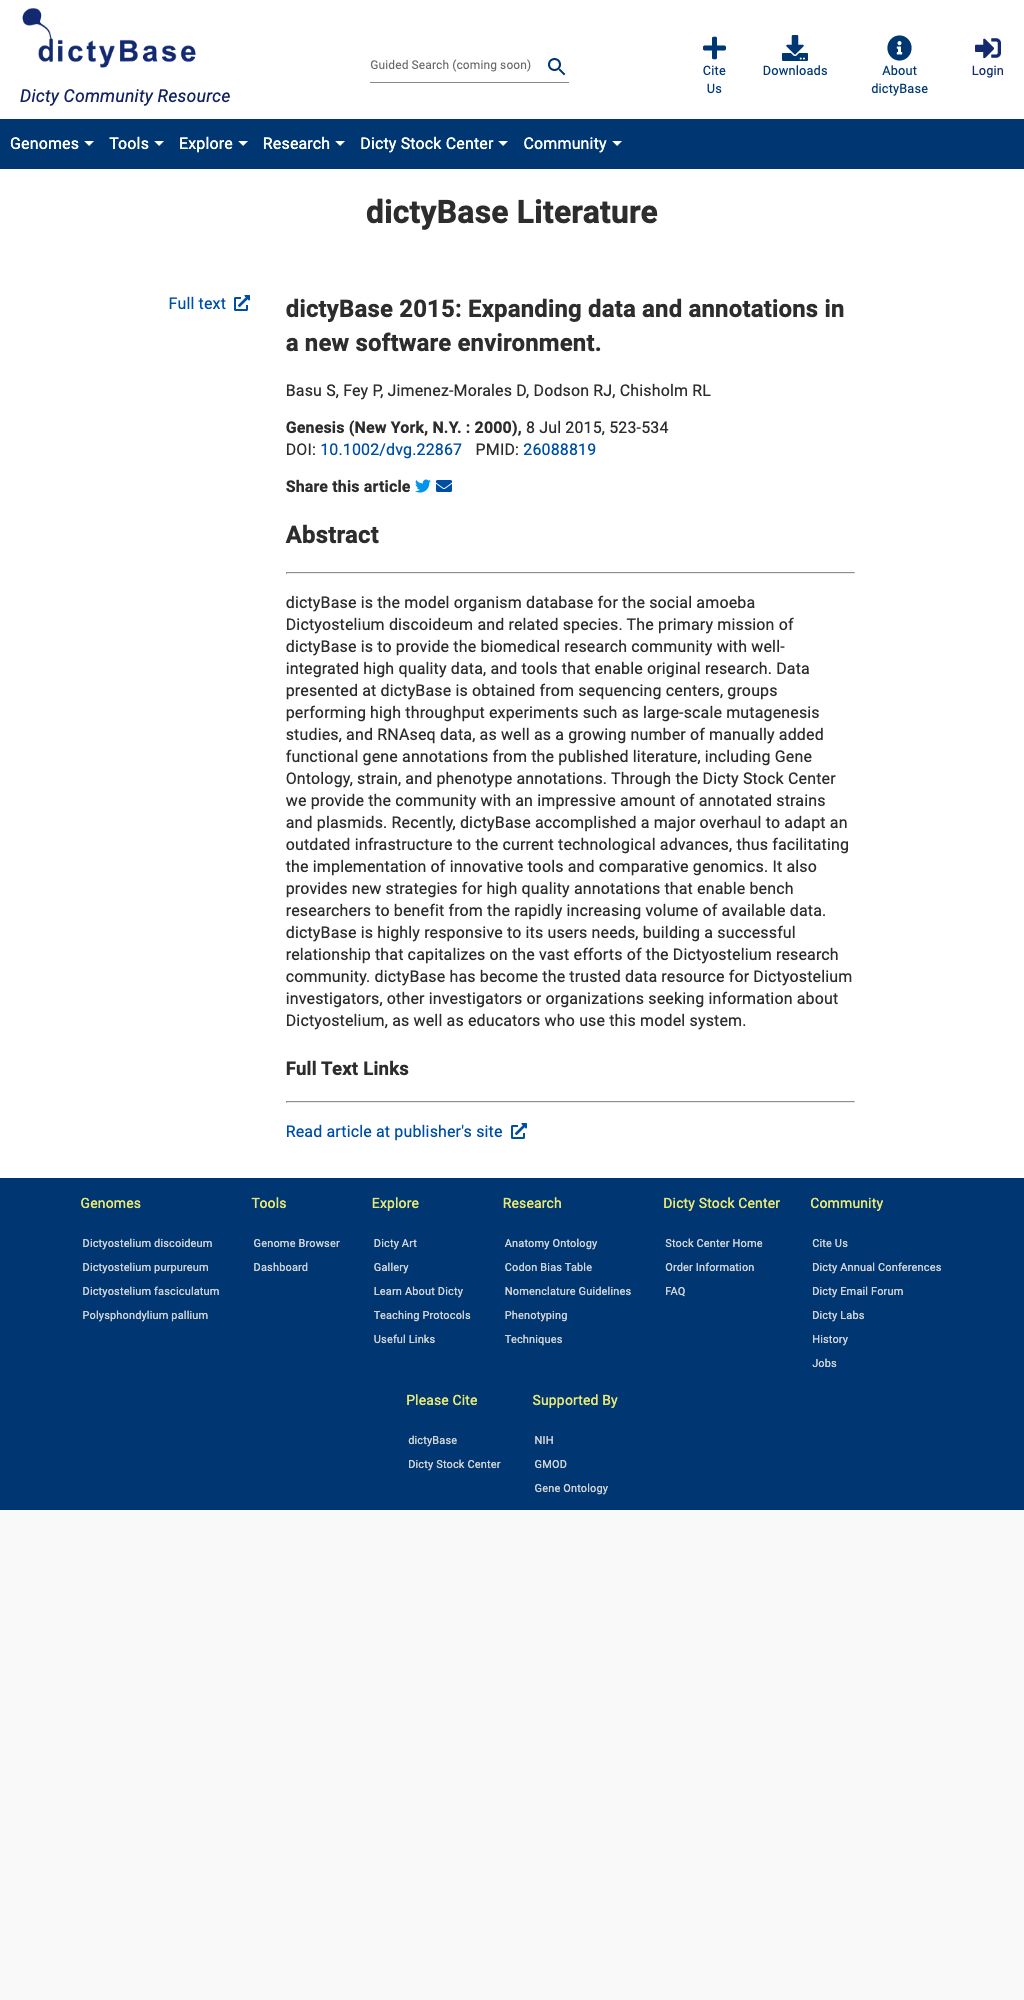 dictyBase
Dicty Community Resource
Guided Search (coming soon)
Cite
Us
Downloads
About
dictyBase
Login
Genomes
Tools
Explore
Research
Dicty Stock Center
Community
dictyBase Literature
Full text
dictyBase 2015: Expanding data and annotations in
a new software environment.
Basu S, Fey P, Jimenez-Morales D, Dodson RJ, Chisholm RL
Genesis (New York, N.Y. : 2000), 8 Jul 2015, 523-534
DOI: 10.1002/dvg.22867 PMID: 26088819
Share this article
Abstract
dictyBase is the model organism database for the social amoeba
Dictyostelium discoideum and related species. The primary mission of
dictyBase is to provide the biomedical research community with well-
integrated high quality data, and tools that enable original research. Data
presented at dictyBase is obtained from sequencing centers, groups
performing high throughput experiments such as large-scale mutagenesis
studies, and RNAseq data, as well as a growing number of manually added
functional gene annotations from the published literature, including Gene
Ontology, strain, and phenotype annotations. Through the Dicty Stock Center
we provide the community with an impressive amount of annotated strains
and plasmids. Recently, dictyBase accomplished a major overhaul to adapt an
outdated infrastructure to the current technological advances, thus facilitating
the implementation of innovative tools and comparative genomics. It also
provides new strategies for high quality annotations that enable bench
researchers to benefit from the rapidly increasing volume of available data.
dictyBase is highly responsive to its users needs, building a successful
relationship that capitalizes on the vast efforts of the Dictyostelium research
community. dictyBase has become the trusted data resource for Dictyostelium
investigators, other investigators or organizations seeking information about
Dictyostelium, as well as educators who use this model system.
Full Text Links
Read article at publisher's site
Genomes
Dictyostelium discoideum
Dictyostelium purpureum
Dictyostelium fasciculatum
Polysphondylium pallium
Tools
Genome Browser
Dashboard
Explore
Dicty Art
Gallery
Learn About Dicty
Teaching Protocols
Useful Links
Research
Anatomy Ontology
Codon Bias Table
Nomenclature Guidelines
Phenotyping
Techniques
Dicty Stock Center
Stock Center Home
Order Information
FAQ
Community
Cite Us
Dicty Annual Conferences
Dicty Email Forum
Dicty Labs
History
Jobs
Please Cite
dictyBase
Dicty Stock Center
Supported By
NIH
GMOD
Gene Ontology